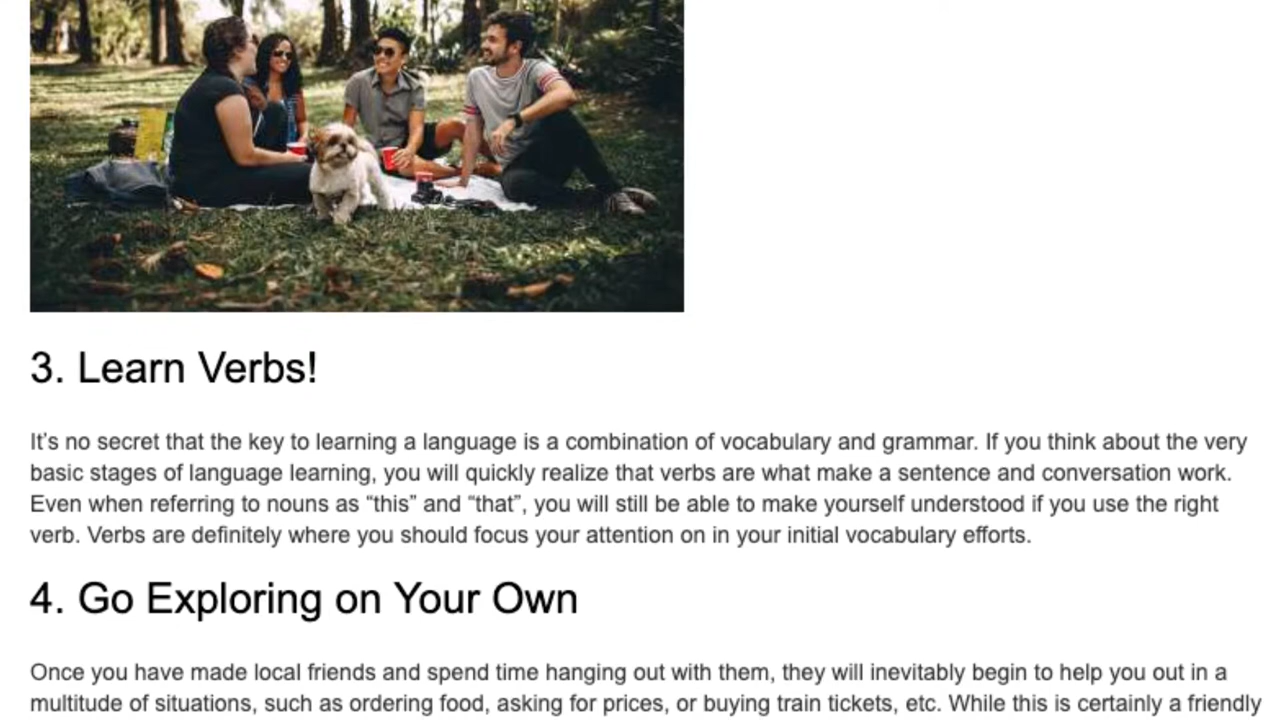 3. Learn Verbs!
It’s no secret that the key to learning a language is a combination of vocabulary and grammar. If you think about the very
basic stages of language learning, you will quickly realize that verbs are what make a sentence and conversation work.
Even when referring to nouns as “this” and “that”, you will still be able to make yourself understood if you use the right
verb. Verbs are definitely where you should focus your attention on in your initial vocabulary efforts.
4. Go Exploring on Your Own
Once you have made local friends and spend time hanging out with them, they will inevitably begin to help you out in a
multitude of situations, such as ordering food, asking for prices, or buying train tickets, etc. While this is certainly a friendly